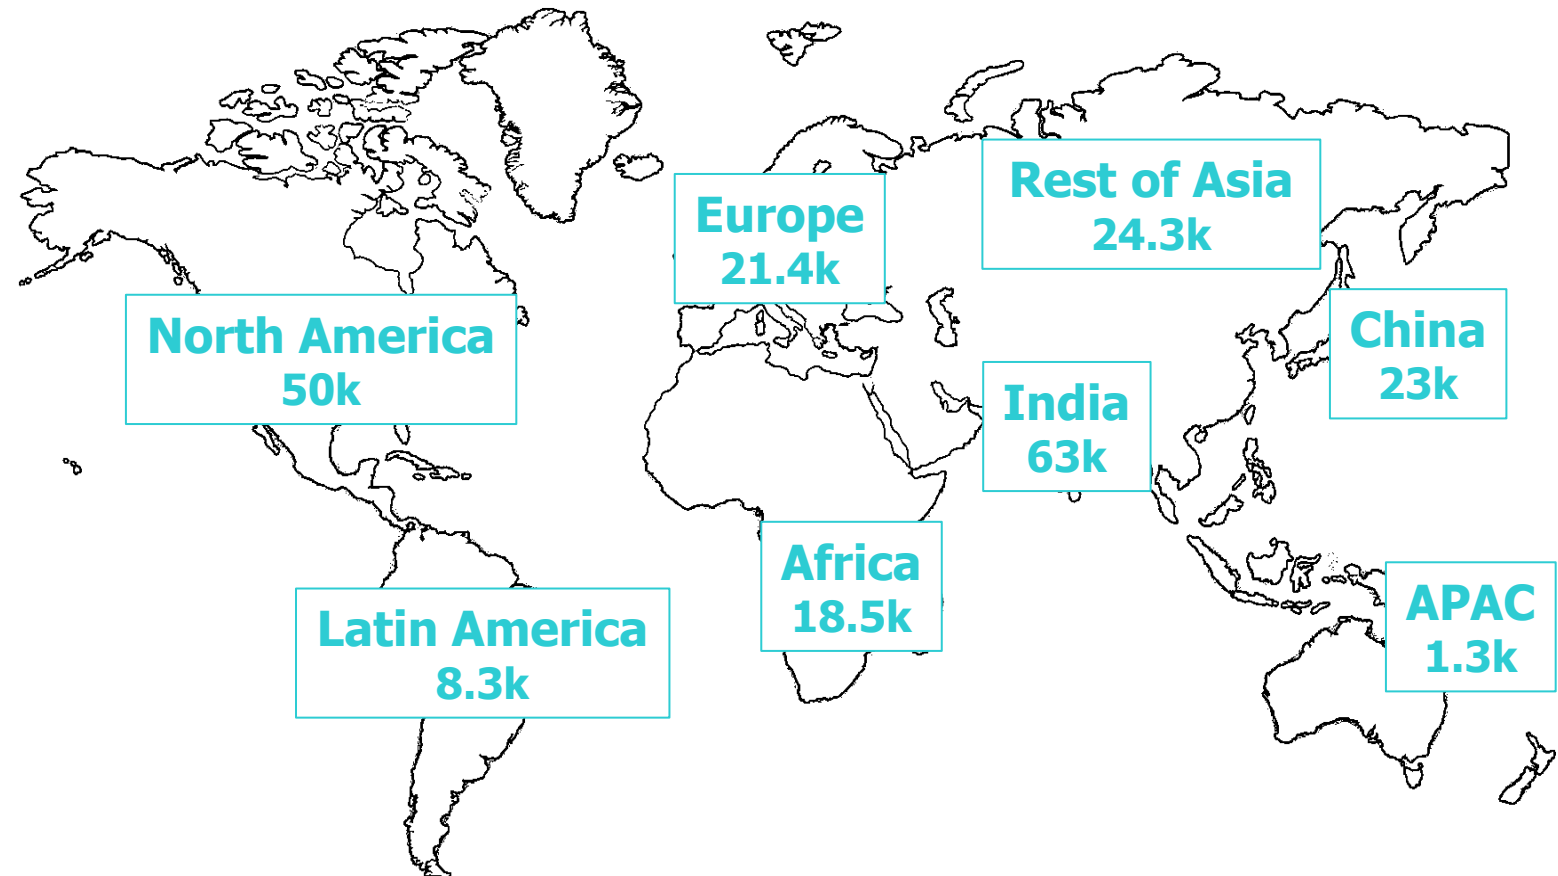 Rest of Asia
24.3k
Europe
21.4k
North America
50k
China
23k
India
63k
Africa
18.5k
Latin America
8.3k
APAC
1.3k